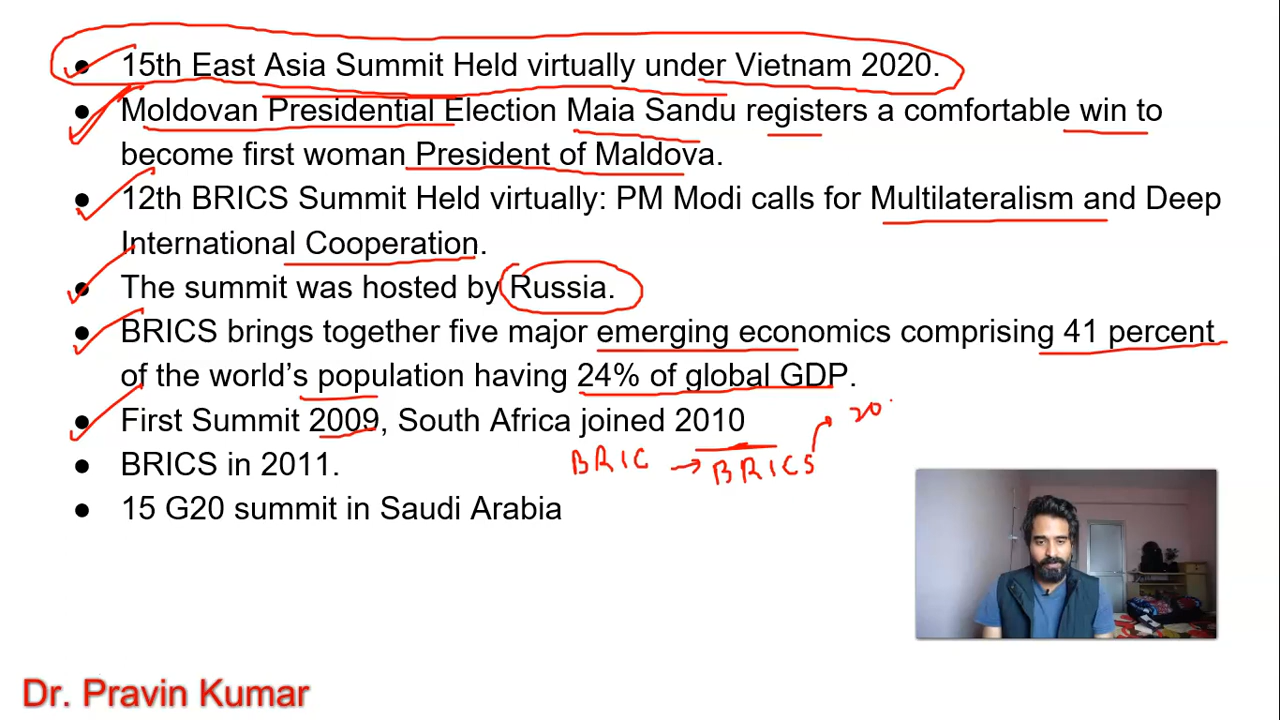 15th East Asia Summit Held virtually under Vietnam 2020.
Moldovan Presidential Election Maia Sandu registers a comfortable win to
become first woman President of Maldova.
12th BRICS Summit Held virtually: PM Modi calls for Multilateralism and Deep
International Cooperation.
The summit was hosted by Russia.
BRICS brings together five major emerging economics comprising 41 percent
of the world's population having 24% of global GDP.
First Summit 2009, South Africa joined 2010
20
BRICS in 2011.
BRIC → BRICS
15 G20 summit in Saudi Arabia
Dr. Pravin Kumar